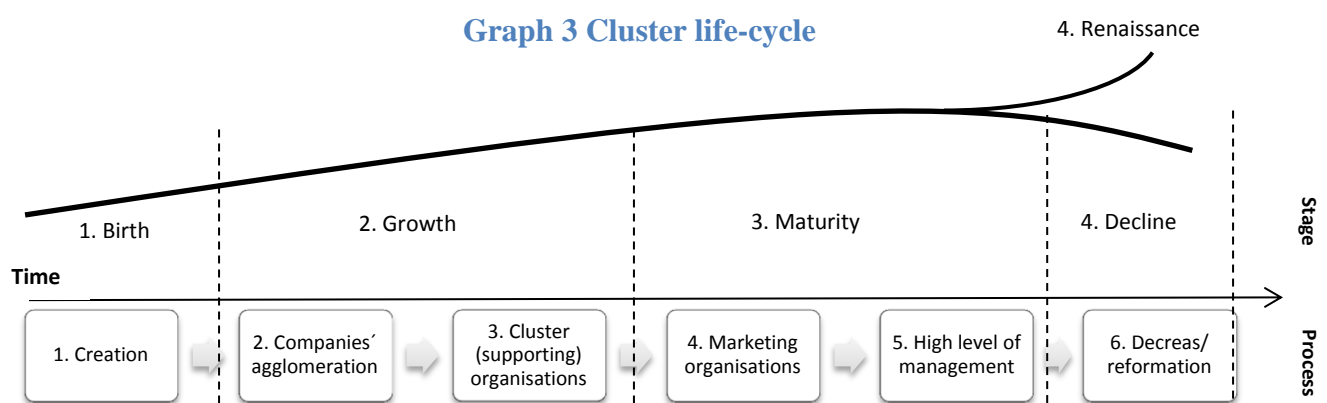 Graph 3 Cluster life-cycle
4. Renaissance
1. Birth
2. Growth
3. Maturity
4. Decline
Stage
Time
1. Creation
2. Companies´
agglomeration
3. Cluster
(supporting)
organisations
4. Marketing
organisations
5. High level of
management
6. Decreas/
reformation
Process